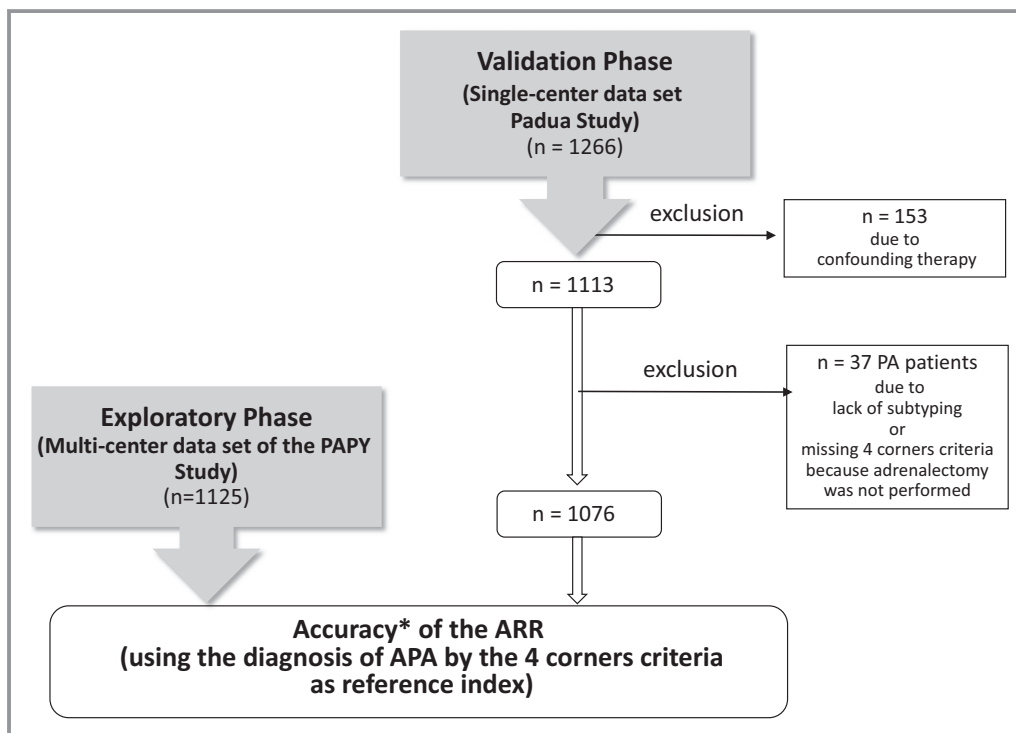 Validation Phase
(Single-center data set
Padua Study)
(n = 1266)
exclusion
n = 153
due to
confounding therapy
n = 1113
exclusion
n = 37 PA patients
due to
lack of subtyping
or
missing 4 corners criteria
because adrenalectomy
was not performed
Exploratory Phase
(Multi-center data set of the PAPY
Study)
(n=1125)
n = 1076
Accuracy* of the ARR
(using the diagnosis of APA by the 4 corners criteria
as reference index)